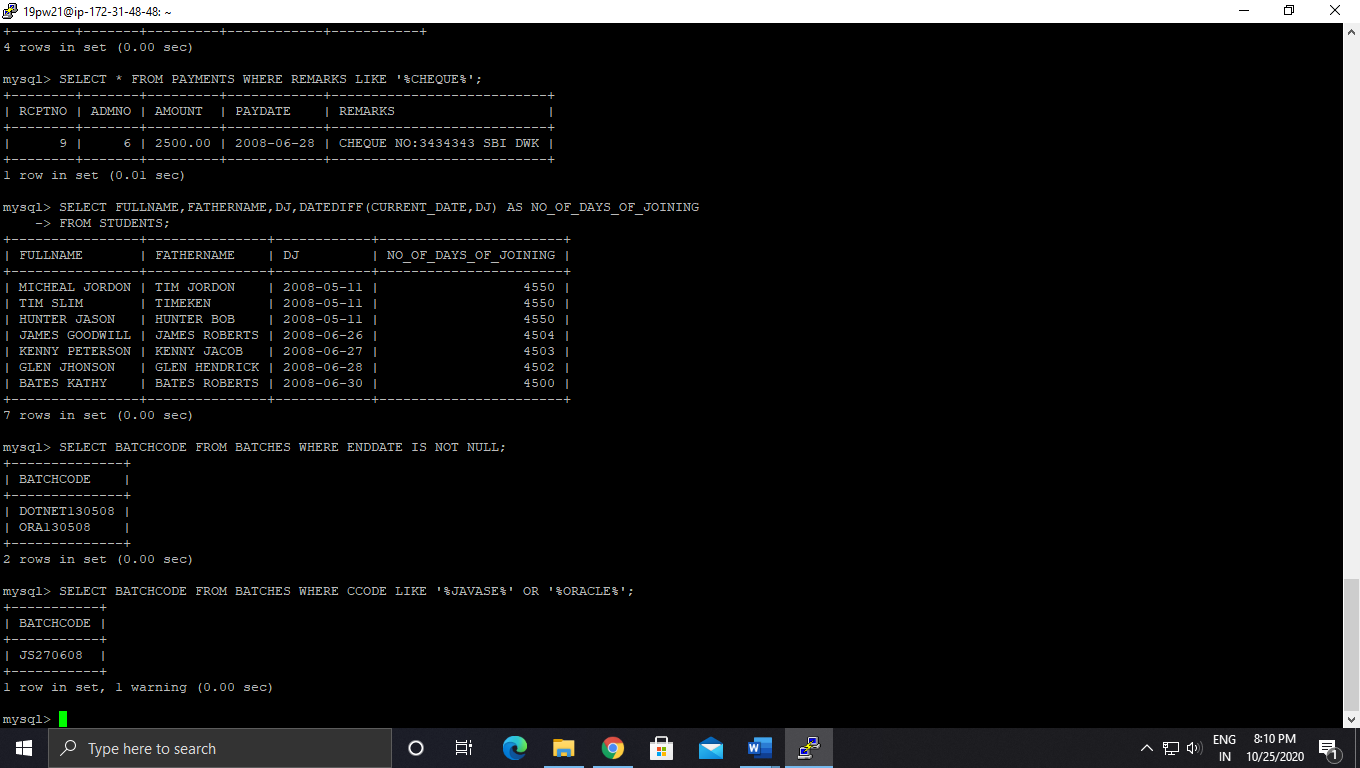 19pw21@ip-172-31-48-48: ~
+--------+-------+---------+------------+-----------+
4 rows in set (0.00 sec)
mysql> SELECT * FROM PAYMENTS WHERE REMARKS LIKE '%CHEQUE%';
+--------+-------+---------+------------+---------------------------+
| RCPTNO | ADMNO | AMOUNT  | PAYDATE    | REMARKS                   |
+--------+-------+---------+------------+---------------------------+
|      9 |     6 | 2500.00 | 2008-06-28 | CHEQUE NO:3434343 SBI DWK |
+--------+-------+---------+------------+---------------------------+
1 row in set (0.01 sec)
mysql> SELECT FULLNAME,FATHERNAME,DJ,DATEDIFF(CURRENT_DATE,DJ) AS NO_OF_DAYS_OF_JOINING
    -> FROM STUDENTS;
+----------------+---------------+------------+-----------------------+
| FULLNAME       | FATHERNAME    | DJ         | NO_OF_DAYS_OF_JOINING |
+----------------+---------------+------------+-----------------------+
| MICHEAL JORDON | TIM JORDON    | 2008-05-11 |                  4550 |
| TIM SLIM       | TIMEKEN       | 2008-05-11 |                  4550 |
| HUNTER JASON   | HUNTER BOB    | 2008-05-11 |                  4550 |
| JAMES GOODWILL | JAMES ROBERTS | 2008-06-26 |                  4504 |
| KENNY PETERSON | KENNY JACOB   | 2008-06-27 |                  4503 |
| GLEN JHONSON   | GLEN HENDRICK | 2008-06-28 |                  4502 |
| BATES KATHY    | BATES ROBERTS | 2008-06-30 |                  4500 |
+----------------+---------------+------------+-----------------------+
7 rows in set (0.00 sec)
mysql> SELECT BATCHCODE FROM BATCHES WHERE ENDDATE IS NOT NULL;
+--------------+
| BATCHCODE    |
+--------------+
| DOTNET130508 |
| ORA130508    |
+--------------+
2 rows in set (0.00 sec)
mysql> SELECT BATCHCODE FROM BATCHES WHERE CCODE LIKE '%JAVASE%' OR '%ORACLE%';
+-----------+
| BATCHCODE |
+-----------+
| JS270608  |
+-----------+
1 row in set, 1 warning (0.00 sec)
mysql>
Type here to search
ENG
IN
8:10 PM
10/25/2020
1